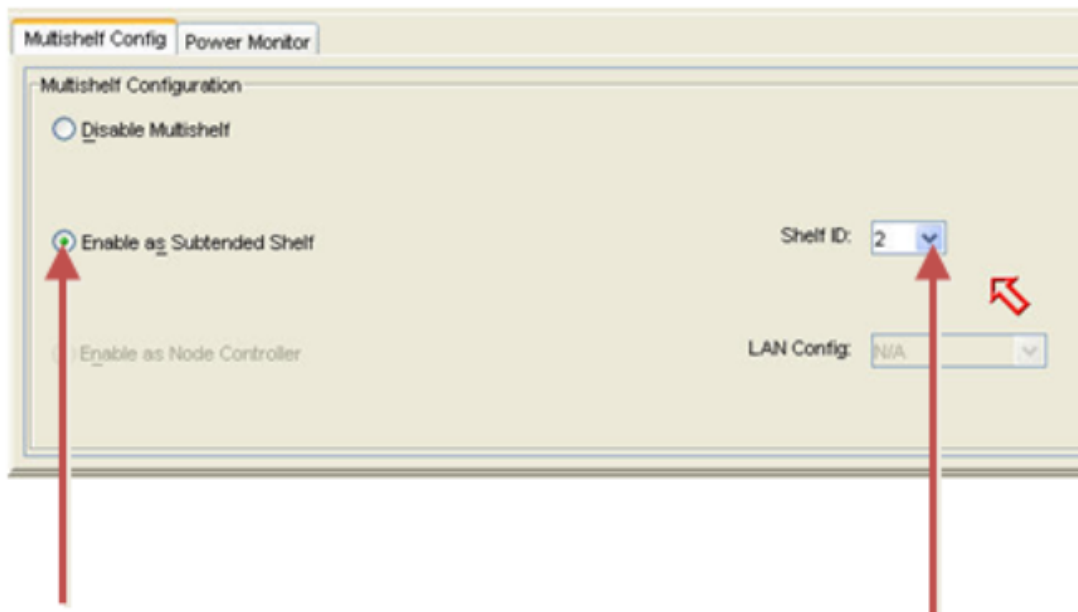 Multishelf Config Power Monitor
Multishelf Configuration
Disable Multishelf
Enable as Subtended Shelf Shelf ID: 2
Enable as Node Controller LAN Config: N/A